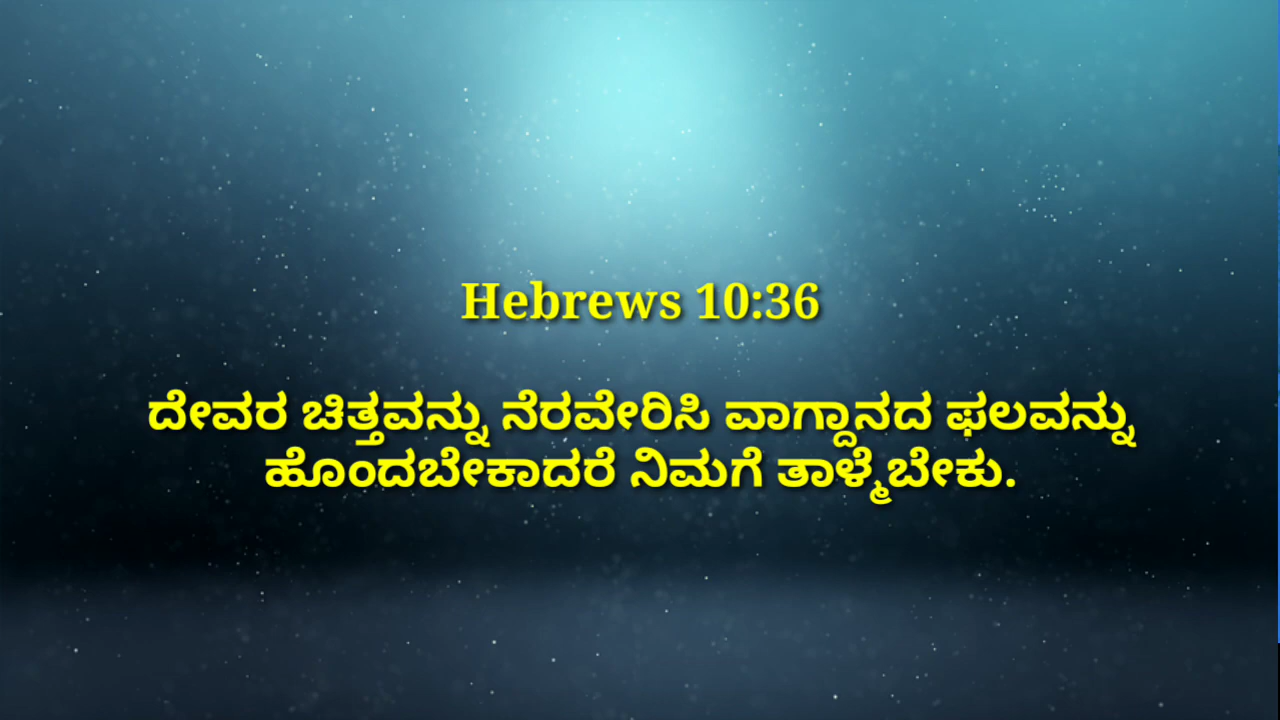 Hebrews 10:36
ದೇವರ ಚಿತ್ತವನ್ನು ನೆರವೇರಿಸಿ ವಾಗ್ದಾನದ ಫಲವನ್ನು
ಹೊಂದಬೇಕಾದರೆ ನಿಮಗೆ ತಾಳ್ಮೆಬೇಕು.